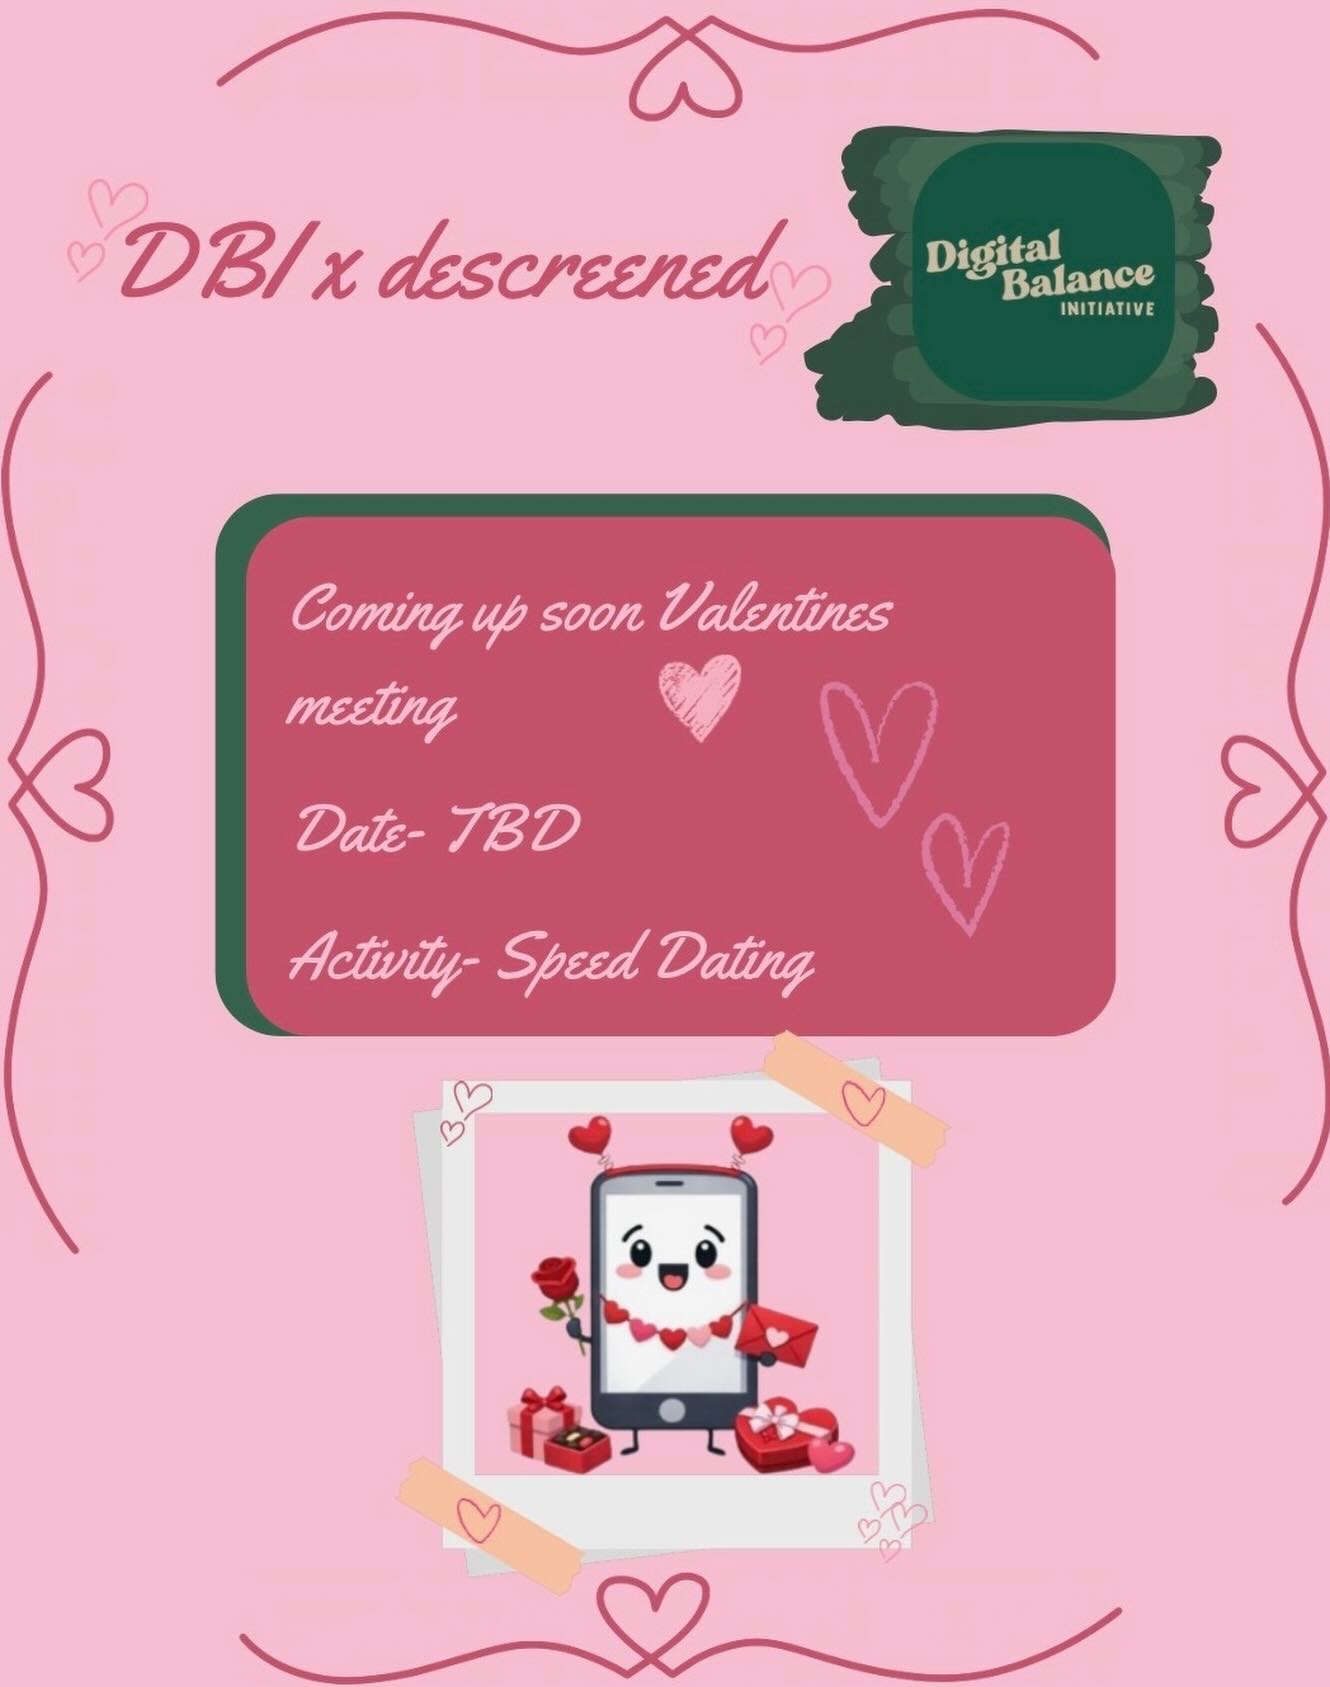 DBI x descreened
Digital
Balance
INITIATIVE
Coming up soon Valentines
meeting
Date- TBD
Activity- Speed Dating